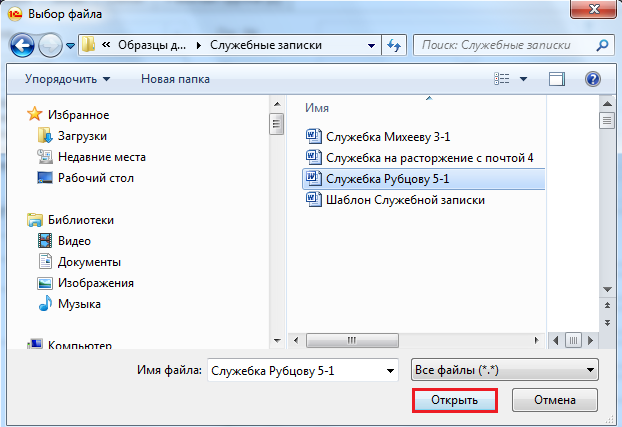 Выбор файла
« Образцы д... Служебные записки
Поиск: Служебные записки
Упорядочить
Новая папка
Избранное
Загрузки
Недавние места
Рабочий стол
Библиотеки
Видео
Документы
Изображения
Музыка
Компьютер
Имя
Служебка Михееву 3-1
Служебка на расторжение с почтой 4
Служебка Рубцову 5-1
Шаблон Служебной записки
Имя файла: Служебка Рубцову 5-1
Все файлы (*.*)
Открыть
Отмена